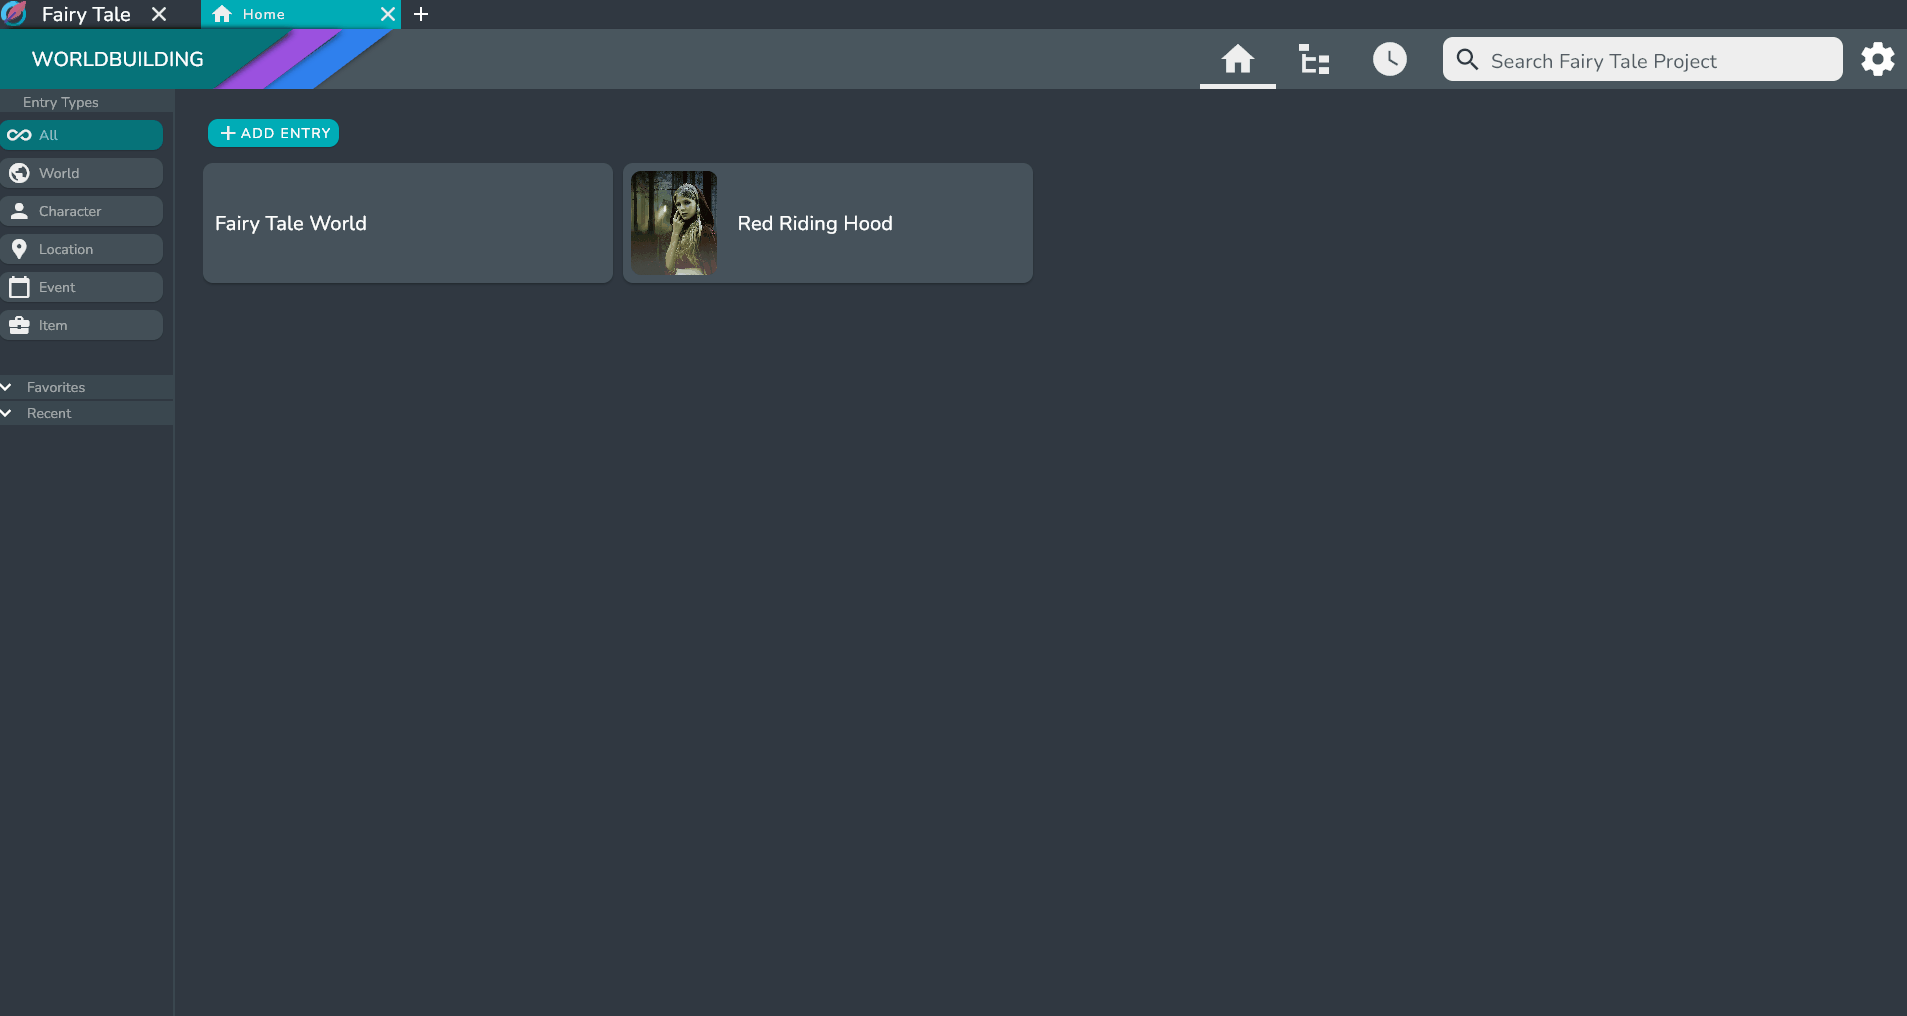 Fairy Tale
Home
WORLDBUILDING
Search Fairy Tale Project
Entry Types
All
World
Character
Location
Event
Item
Favorites
Recent
ADD ENTRY
Fairy Tale World
Red Riding Hood